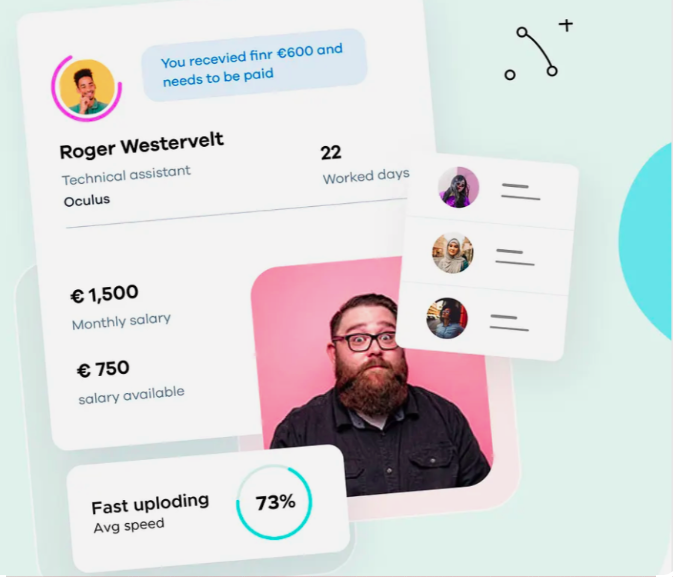 You recevied finr €600 and
needs to be paid
Roger Westervelt
Technical assistant
Oculus
22
Worked days
€ 1,500
Monthly salary
€ 750
salary available
Fast uploding
Avg speed
73%